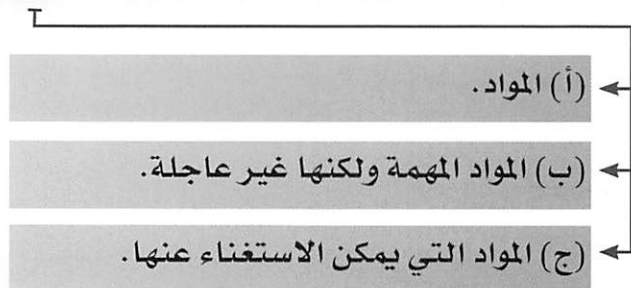 (أ) المواد.
(ب) المواد المهمة ولكنها غير عاجلة.
(ج) المواد التي يمكن الاستغناء عنها.